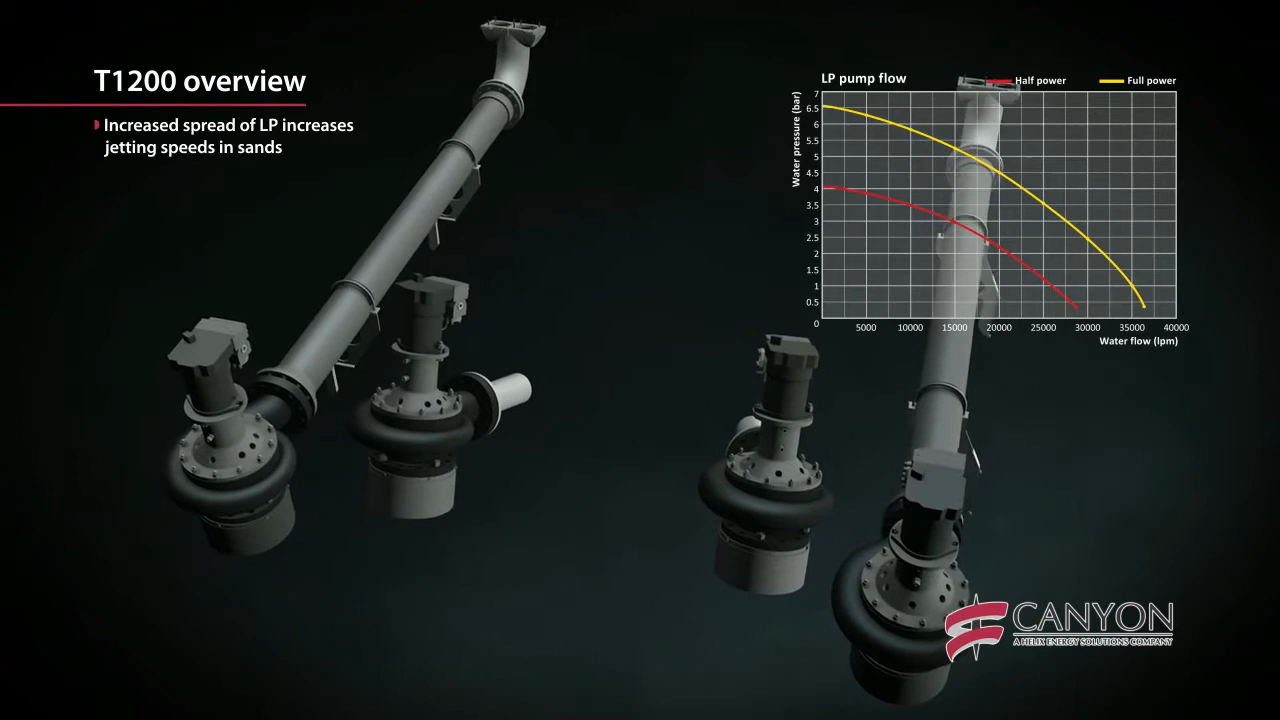 T1200 overview
Increased spread of LP increases
jetting speeds in sands
LP pump flow
Half power
Full power
Water pressure (bar)
7
6.5
6
5.5
5
4.5
4
3.5
3
2.5
2
1.5
1
0.5
0
5000 10000 15000 20000 25000 30000 35000 40000
Water flow (lpm)
CANYON
A HELIX ENERGY SOLUTIONS COMPANY